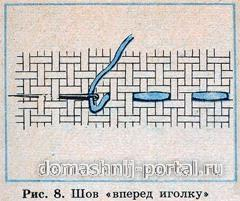 domashnij-portal.ru
Рис. 8. Шов «вперед иголку»